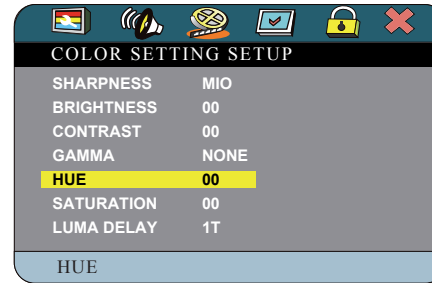 COLOR SETTING SETUP
SHARPNESS MIO
BRIGHTNESS 00
CONTRAST 00
GAMMA NONE
HUE 00
SATURATION 00
LUMA DELAY 1T
HUE